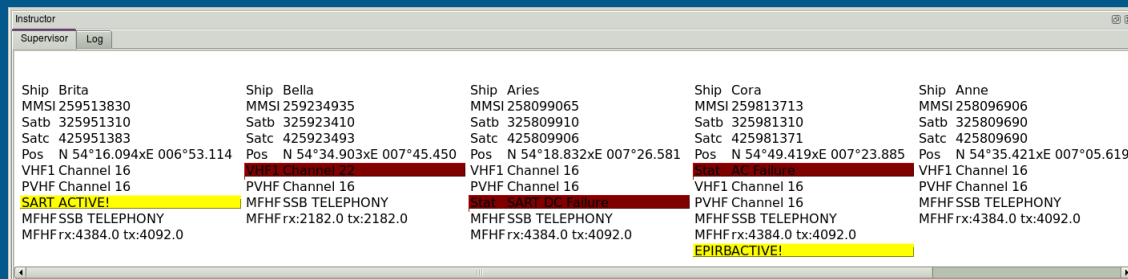 Instructor
Supervisor Log
Ship Brita
MMSI 259513830
Satb 325951310
Satc 425951383
Pos N 54°16.094xE 006°53.114
VHF1 Channel 16
PVHF Channel 16
SART ACTIVE!
MFHF SSB TELEPHONY
MFHF rx:4384.0 tx:4092.0
Ship Bella
MMSI 259234935
Satb 325923410
Satc 425923493
Pos N 54°34.903xE 007°45.450
VHF1 Channel 22
PVHF Channel 16
MFHF SSB TELEPHONY
MFHF rx:2182.0 tx:2182.0
Ship Aries
MMSI 258099065
Satb 325809910
Satc 425809906
Pos N 54°18.832xE 007°26.581
VHF1 Channel 16
PVHF Channel 16
Stat SART DC Failure
MFHF SSB TELEPHONY
MFHF rx:4384.0 tx:4092.0
Ship Cora
MMSI 259813713
Satb 325981310
Satc 425981371
Pos N 54°49.419xE 007°23.885
Stat AC Failure
VHF1 Channel 16
PVHF Channel 16
MFHF SSB TELEPHONY
MFHF rx:4384.0 tx:4092.0
EPIRBACTIVE!
Ship Anne
MMSI 258096906
Satb 325809690
Satc 425809690
Pos N 54°35.421xE 007°05.619
VHF1 Channel 16
PVHF Channel 16
MFHF SSB TELEPHONY
MFHF rx:2182.0 tx:2182.0